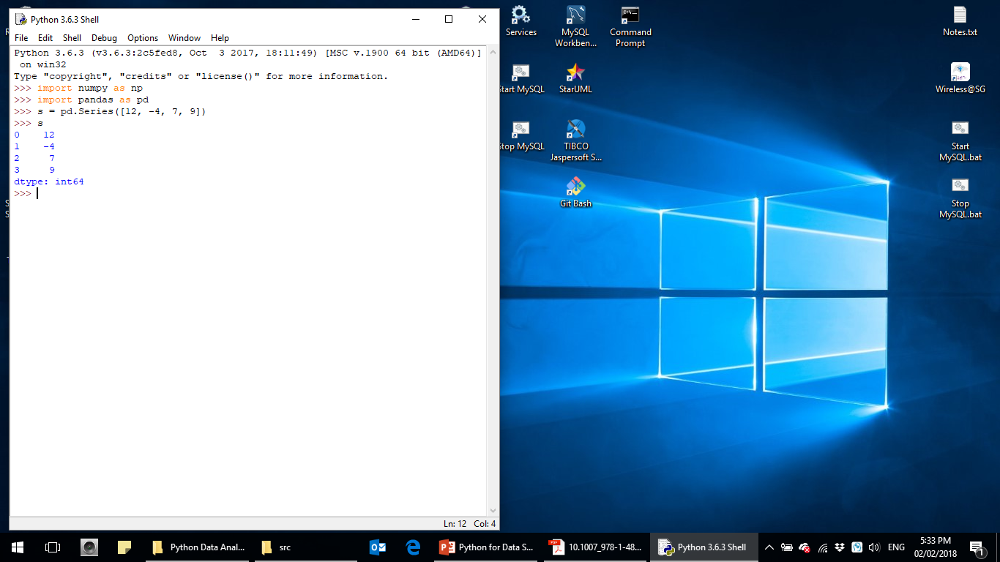 Python 3.6.3 Shell
File Edit Shell Debug Options Window Help
Python 3.6.3 (v3.6.3:2c5fed8, Oct  3 2017, 18:11:49) [MSC v.1900 64 bit (AMD64)]
 on win32
Type "copyright", "credits" or "license()" for more information.
>>> import numpy as np
>>> import pandas as pd
>>> s = pd.Series([12, -4, 7, 9])
>>> s
0    12
1    -4
2     7
3     9
dtype: int64
>>>
Ln: 12 Col: 4
Services
MySQL
Workben...
Command
Prompt
Notes.txt
Start MySQL
StarUML
Wireless@SG
Stop MySQL
TIBCO
Jaspersoft S...
Start
MySQL.bat
Git Bash
Stop
MySQL.bat
Python Data Anal...
src
Python for Data S...
10.1007_978-1-48...
Python 3.6.3 Shell
ENG
5:33 PM
02/02/2018
1